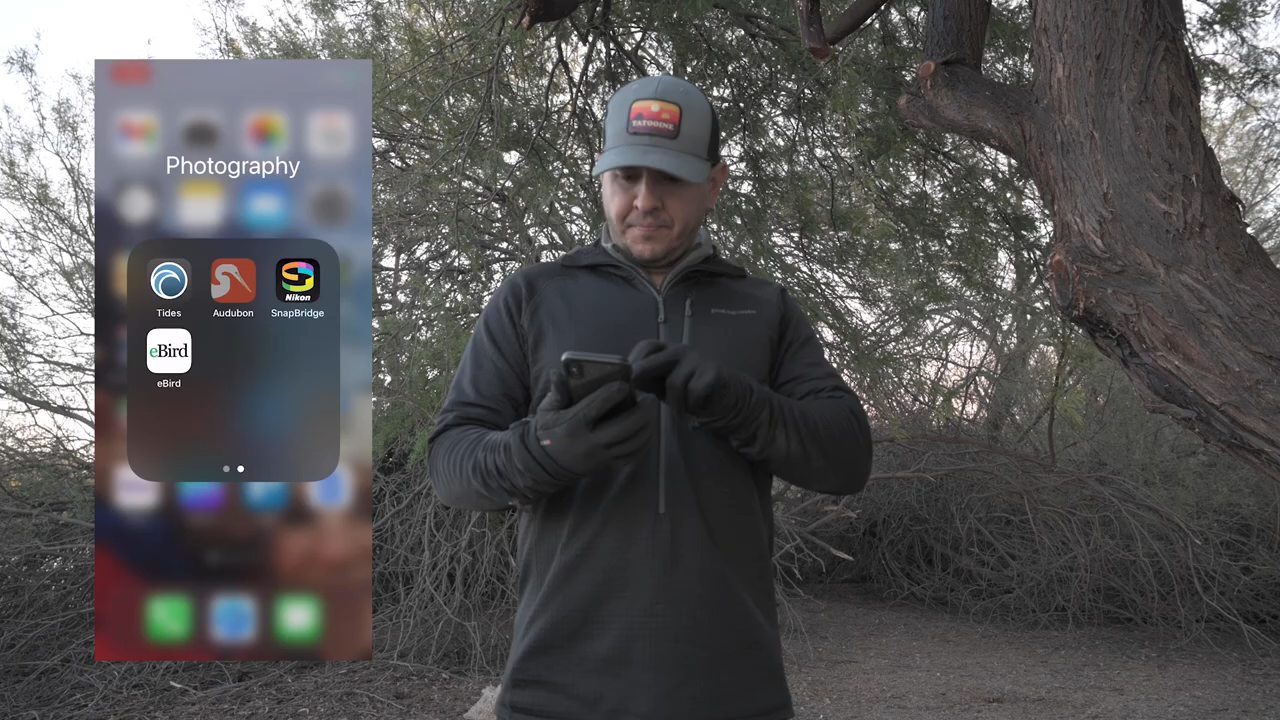 Photography
Tides
Audubon
Nikon
SnapBridge
eBird
eBird
TATOOINE